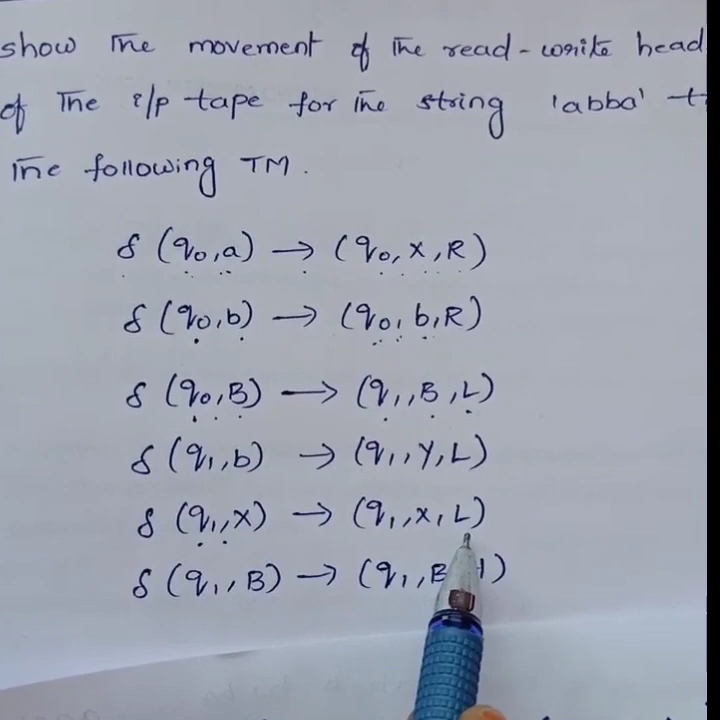 show The movement of the read-write head
of The i/p tape for the string 'abba'
the following TM.
δ (q0,a) → (q0, x, R)
δ (q0,b) → (q0, b, R)
δ (q0,B) → (q1, B, L)
δ (q1,b) → (q1, y, L)
δ (q1,x) → (q1, x, L)
δ (q1, B) → (q1, B